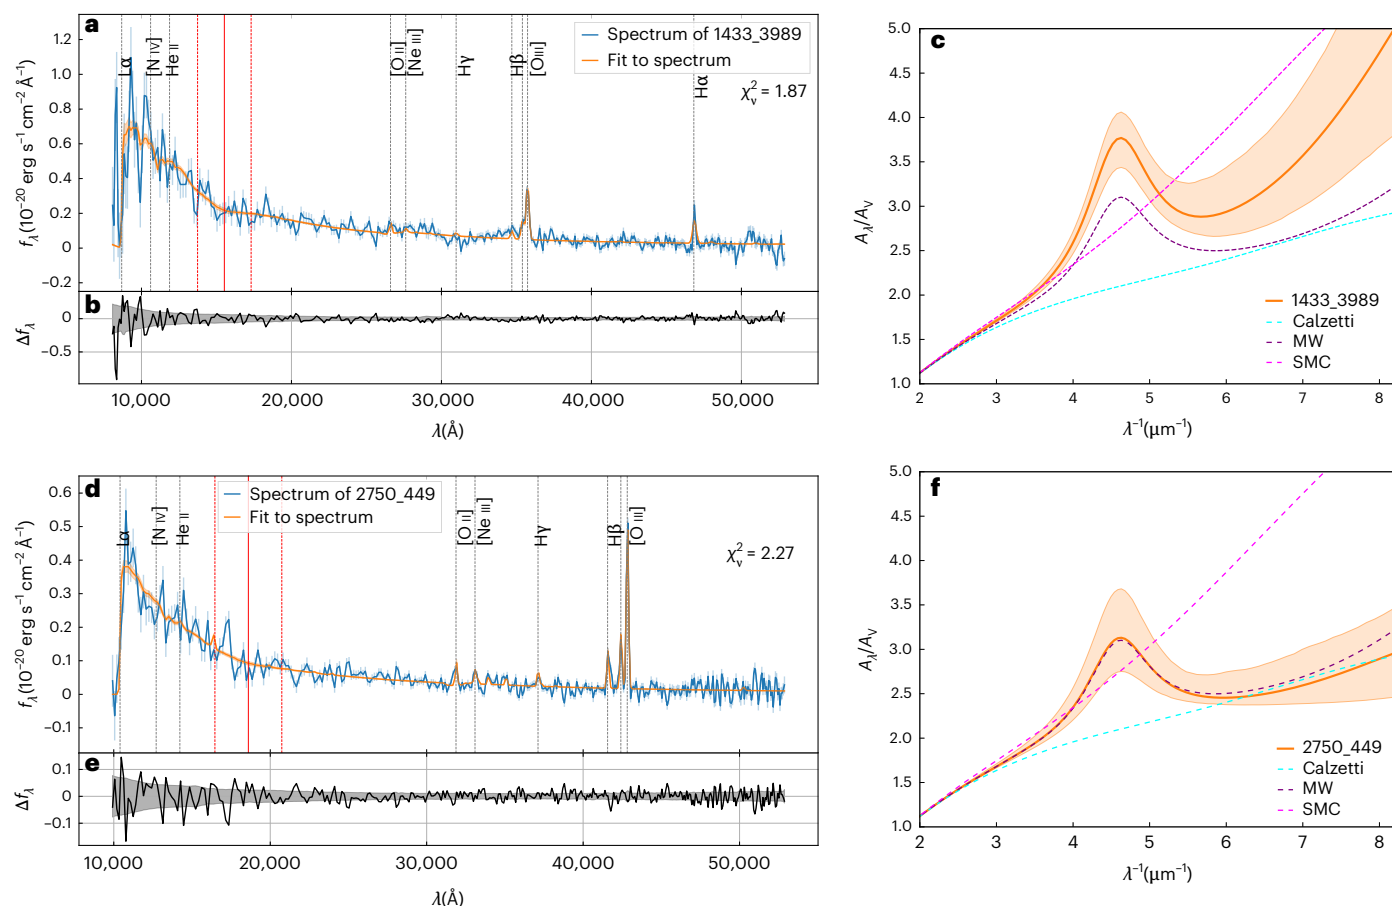 a
1.2
1.0
0.8
0.6
0.4
0.2
0
−0.2
fλ(10⁻²⁰ erg s⁻¹ cm⁻² Å⁻¹)
Lα
[N IV]
He II
[O II]
[Ne III]
Hγ
Hβ
[OIII]
Hα
Spectrum of 1433_3989
Fit to spectrum
χ²ᵥ = 1.87
b
0
−0.5
Δfλ
10,000
20,000
30,000
40,000
50,000
λ(Å)
c
5.0
4.5
4.0
3.5
3.0
2.5
2.0
1.5
1.0
Aλ/AV
1433_3989
Calzetti
MW
SMC
2
3
4
5
6
7
8
λ⁻¹(μm⁻¹)
d
0.6
0.5
0.4
0.3
0.2
0.1
0
−0.1
fλ(10⁻²⁰ erg s⁻¹ cm⁻² Å⁻¹)
Lα
[N IV]
He II
[O II]
[Ne III]
Hγ
Hβ
[O III]
Spectrum of 2750_449
Fit to spectrum
χ²ᵥ = 2.27
e
0.1
0
−0.1
Δfλ
10,000
20,000
30,000
40,000
50,000
λ(Å)
f
5.0
4.5
4.0
3.5
3.0
2.5
2.0
1.5
1.0
Aλ/AV
2750_449
Calzetti
MW
SMC
2
3
4
5
6
7
8
λ⁻¹(μm⁻¹)